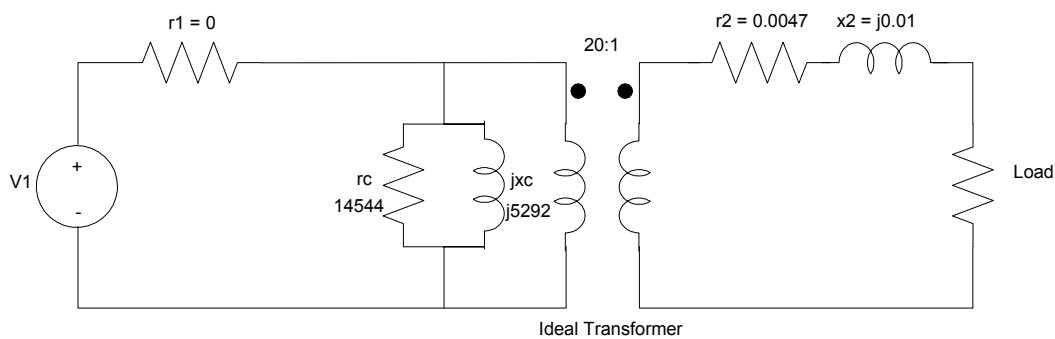 r1 = 0
r2 = 0.0047
x2 = j0.01
20:1
V1
+
-
rc
14544
jxc
j5292
Load
Ideal Transformer